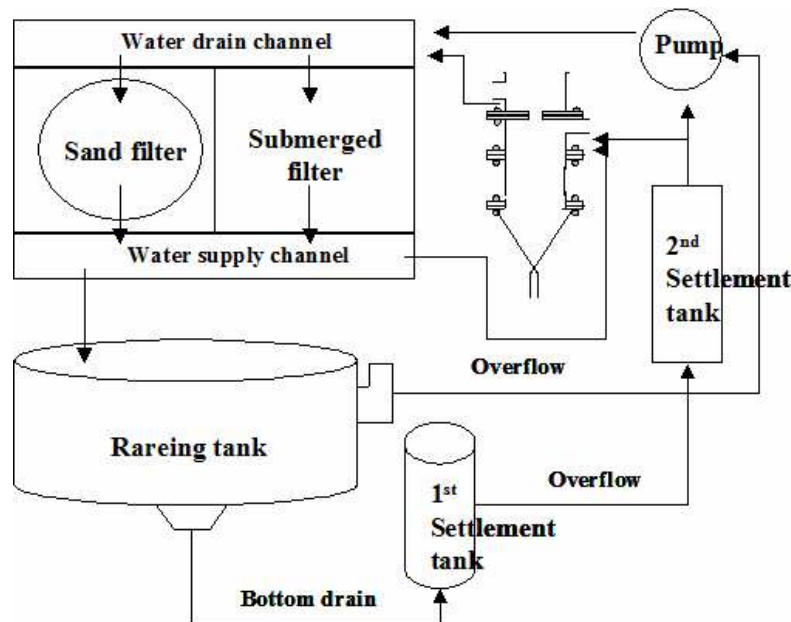 Water drain channel
Pump
Sand filter
Submerged
filter
Water supply channel
2nd
Settlement
tank
Overflow
Rareing tank
1st
Settlement
tank
Overflow
Bottom drain